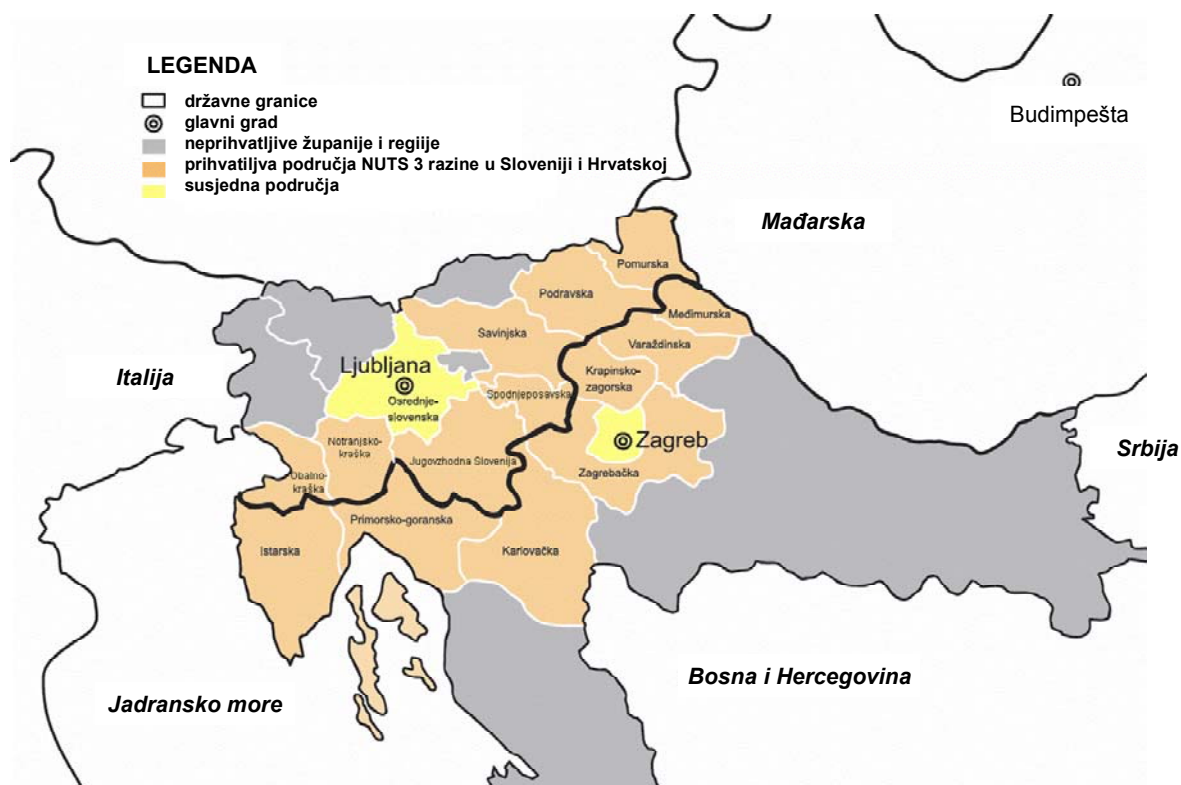 LEGENDA
državne granice
glavni grad
neprihvatljive županije i regiije
prihvatiljva područja NUTS 3 razine u Sloveniji i Hrvatskoj
susjedna područja
Budimpešta
Mađarska
Pomurska
Podravska
Međimurska
Savinjska
Varaždinska
Ljubljana
Italija
Krapinsko-
zagorska
Spodnjeposavska
Osrednje-
slovenska
Zagreb
Srbija
Notranjsko-
kraška
Jugovzhodna Slovenija
Obalno-
kraška
Zagrebačka
Primorsko-goranska
Istarska
Karlovačka
Bosna i Hercegovina
Jadransko more